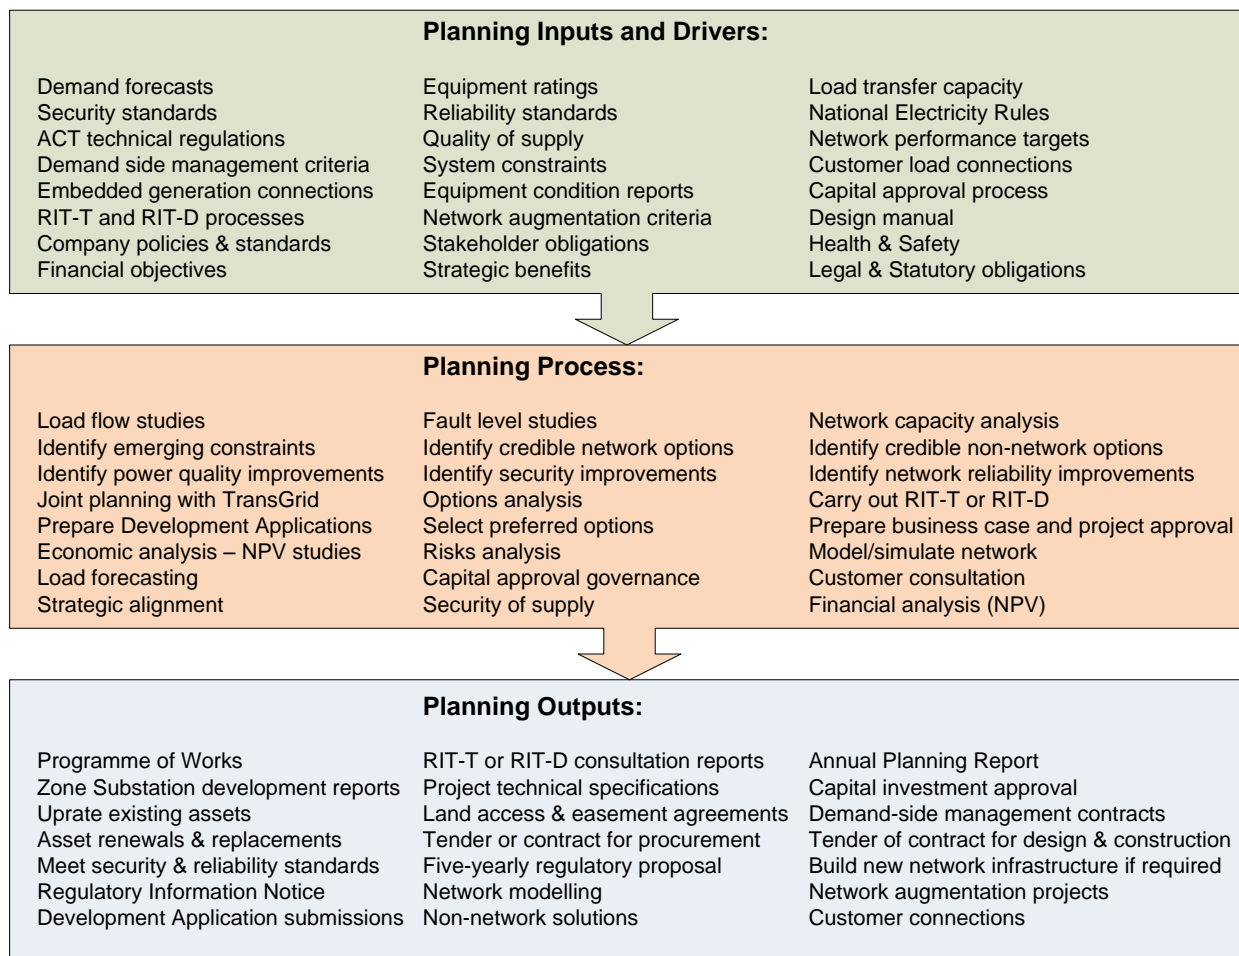 Planning Inputs and Drivers:
Demand forecasts
Security standards
ACT technical regulations
Demand side management criteria
Embedded generation connections
RIT-T and RIT-D processes
Company policies & standards
Financial objectives
Equipment ratings
Reliability standards
Quality of supply
System constraints
Equipment condition reports
Network augmentation criteria
Stakeholder obligations
Strategic benefits
Load transfer capacity
National Electricity Rules
Network performance targets
Customer load connections
Capital approval process
Design manual
Health & Safety
Legal & Statutory obligations
Planning Process:
Load flow studies
Identify emerging constraints
Identify power quality improvements
Joint planning with TransGrid
Prepare Development Applications
Economic analysis – NPV studies
Load forecasting
Strategic alignment
Fault level studies
Identify credible network options
Identify security improvements
Options analysis
Select preferred options
Risks analysis
Capital approval governance
Security of supply
Network capacity analysis
Identify credible non-network options
Identify network reliability improvements
Carry out RIT-T or RIT-D
Prepare business case and project approval
Model/simulate network
Customer consultation
Financial analysis (NPV)
Planning Outputs:
Programme of Works
Zone Substation development reports
Uprate existing assets
Asset renewals & replacements
Meet security & reliability standards
Regulatory Information Notice
Development Application submissions
RIT-T or RIT-D consultation reports
Project technical specifications
Land access & easement agreements
Tender or contract for procurement
Five-yearly regulatory proposal
Network modelling
Non-network solutions
Annual Planning Report
Capital investment approval
Demand-side management contracts
Tender of contract for design & construction
Build new network infrastructure if required
Network augmentation projects
Customer connections